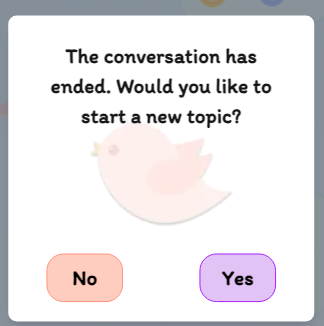 The conversation has
ended. Would you like to
start a new topic?
No
Yes